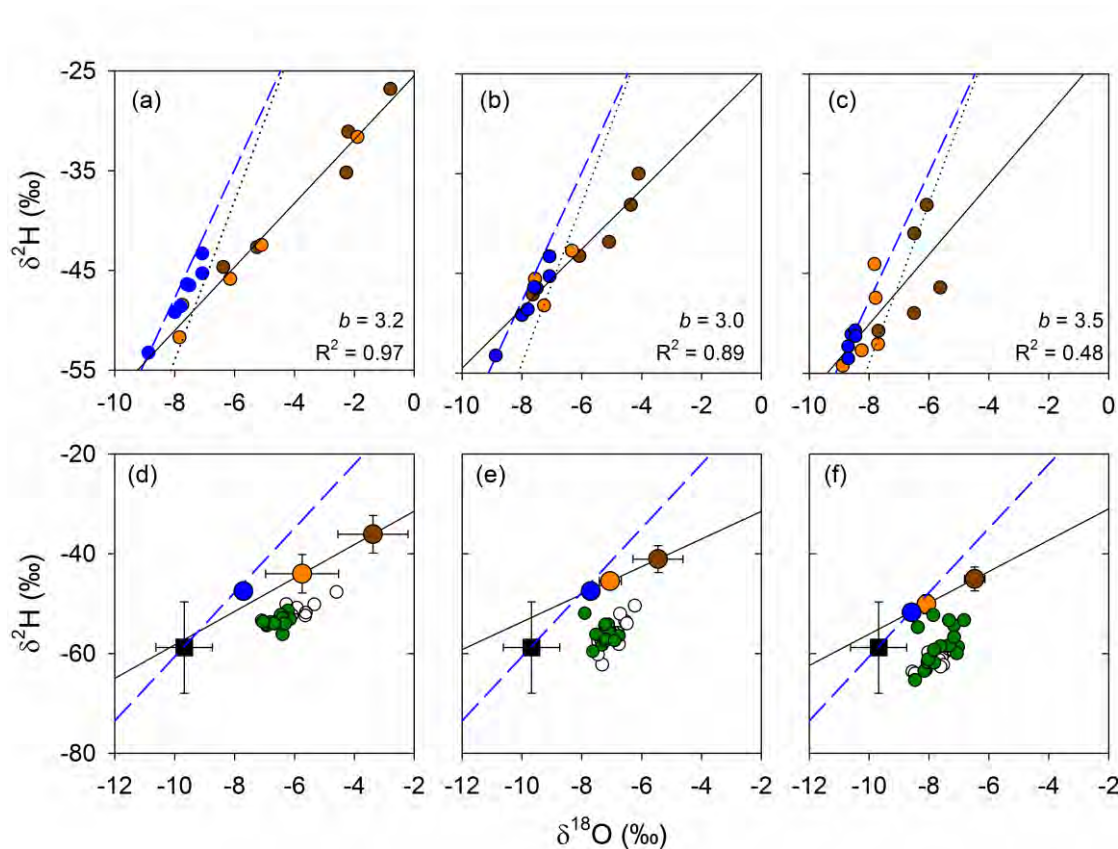 (a)
(b)
(c)
-25
-35
-45
-55
δ²H (‰)
b = 3.2
R² = 0.97
b = 3.0
R² = 0.89
b = 3.5
R² = 0.48
-10 -8 -6 -4 -2 0
-10 -8 -6 -4 -2 0
-10 -8 -6 -4 -2 0
(d)
(e)
(f)
-20
-40
-60
-80
δ²H (‰)
-12 -10 -8 -6 -4 -2
-12 -10 -8 -6 -4 -2
-12 -10 -8 -6 -4 -2
δ¹⁸O (‰)